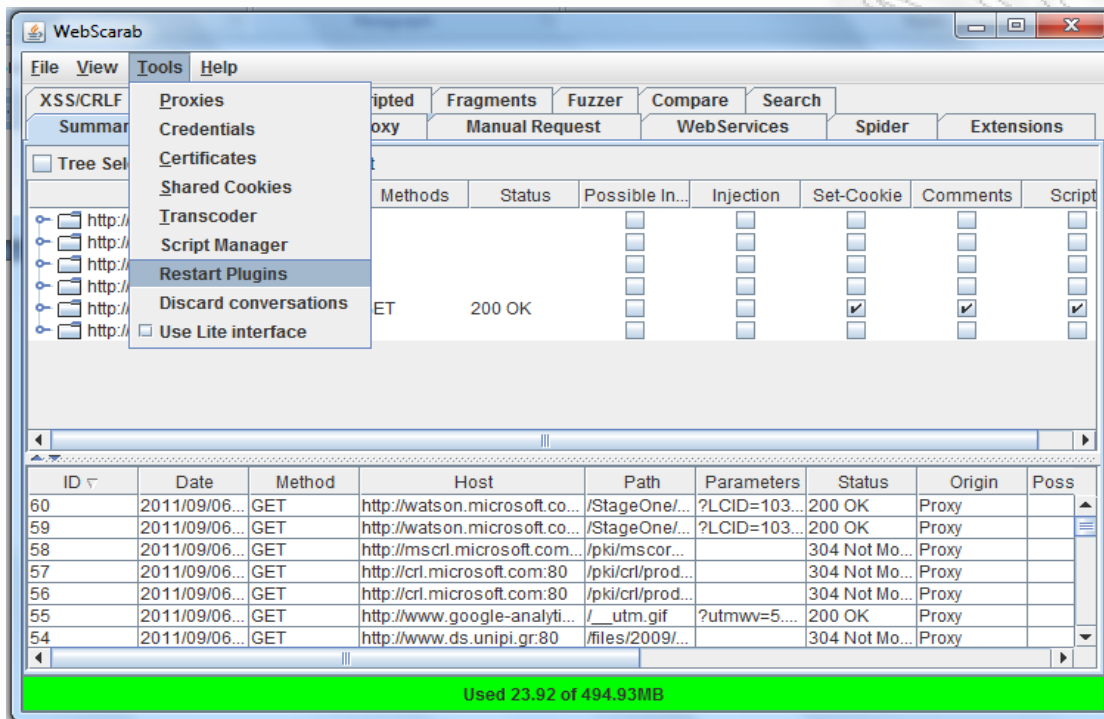 WebScarab
File View Tools Help
XSS/CRLF ripted Fragments Fuzzer Compare Search
Summar oxy Manual Request WebServices Spider Extensions
Tree Sel t
Methods Status Possible In... Injection Set-Cookie Comments Script
http://
http://
http://
http://
http:// ET 200 OK
http://
Proxies
Credentials
Certificates
Shared Cookies
Transcoder
Script Manager
Restart Plugins
Discard conversations
Use Lite interface
ID Date Method Host Path Parameters Status Origin Poss
60 2011/09/06... GET http://watson.microsoft.co... /StageOne/... ?LCID=103... 200 OK Proxy
59 2011/09/06... GET http://watson.microsoft.co... /StageOne/... ?LCID=103... 200 OK Proxy
58 2011/09/06... GET http://mscrl.microsoft.com... /pki/mscor... 304 Not Mo... Proxy
57 2011/09/06... GET http://crl.microsoft.com:80 /pki/crl/prod... 304 Not Mo... Proxy
56 2011/09/06... GET http://crl.microsoft.com:80 /pki/crl/prod... 304 Not Mo... Proxy
55 2011/09/06... GET http://www.google-analyti... /__utm.gif ?utmwv=5.... 200 OK Proxy
54 2011/09/06... GET http://www.ds.unipi.gr:80 /files/2009/... 304 Not Mo... Proxy
Used 23.92 of 494.93MB